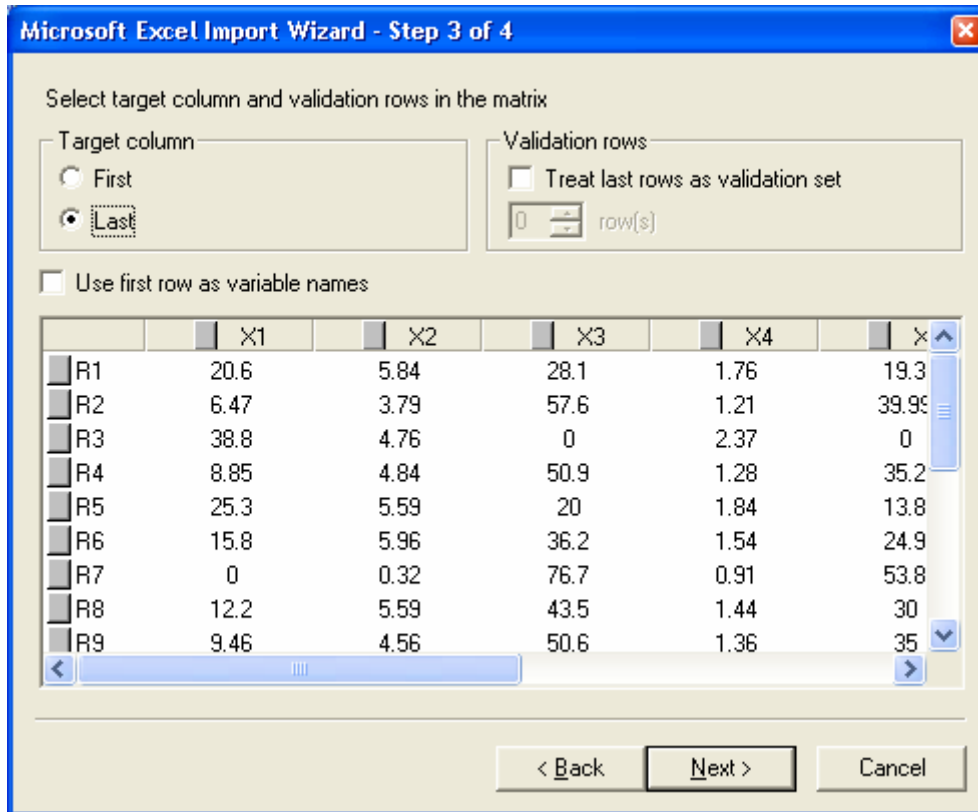 Microsoft Excel Import Wizard - Step 3 of 4
Select target column and validation rows in the matrix
Target column
First
Last
Validation rows
Treat last rows as validation set
0 row(s)
Use first row as variable names
X1 X2 X3 X4 X
R1 20.6 5.84 28.1 1.76 19.3
R2 6.47 3.79 57.6 1.21 39.99
R3 38.8 4.76 0 2.37 0
R4 8.85 4.84 50.9 1.28 35.2
R5 25.3 5.59 20 1.84 13.8
R6 15.8 5.96 36.2 1.54 24.9
R7 0 0.32 76.7 0.91 53.8
R8 12.2 5.59 43.5 1.44 30
R9 9.46 4.56 50.6 1.36 35
< Back Next > Cancel